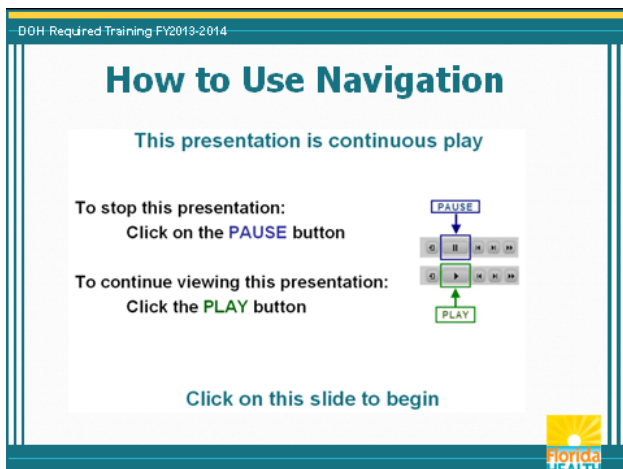 DOH Required Training FY2013-2014
How to Use Navigation
This presentation is continuous play
To stop this presentation:
Click on the PAUSE button
PAUSE
To continue viewing this presentation:
Click the PLAY button
PLAY
Click on this slide to begin
Florida
HEALTH